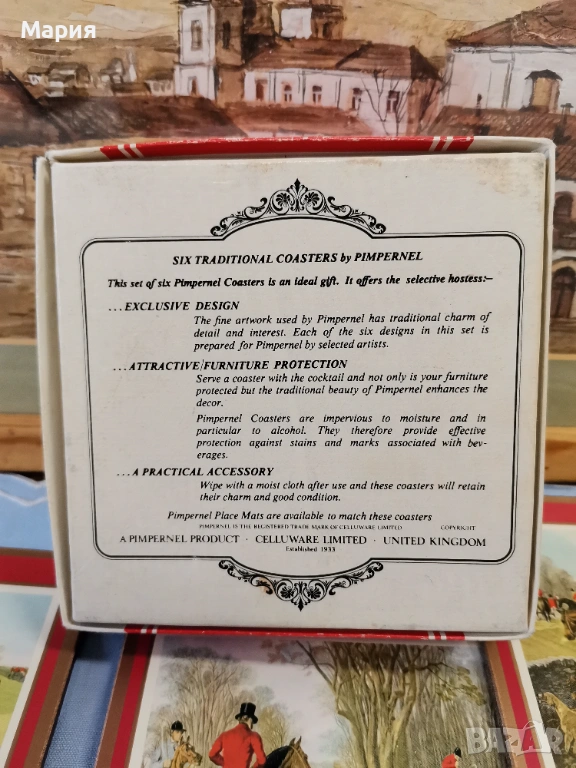 Мария
SIX TRADITIONAL COASTERS by PIMPERNEL
This set of six Pimpernel Coasters is an ideal gift. It offers the selective hostess:-
...EXCLUSIVE DESIGN
The fine artwork used by Pimpernel has traditional charm of
detail and interest. Each of the six designs in this set is
prepared for Pimpernel by selected artists.
...ATTRACTIVE/FURNITURE PROTECTION
Serve a coaster with the cocktail and not only is your furniture
protected but the traditional beauty of Pimpernel enhances the
decor.
Pimpernel Coasters are impervious to moisture and in
particular to alcohol. They therefore provide effective
protection against stains and marks associated with bev-
erages.
...A PRACTICAL ACCESSORY
Wipe with a moist cloth after use and these coasters will retain
their charm and good condition.
Pimpernel Place Mats are available to match these coasters
PIMPERNEL IS THE REGISTERED TRADE MARK OF CELLUWARE LIMITED COPYRIGHT
A PIMPERNEL PRODUCT · CELLUWARE LIMITED · UNITED KINGDOM
Established 1933
BAZAR